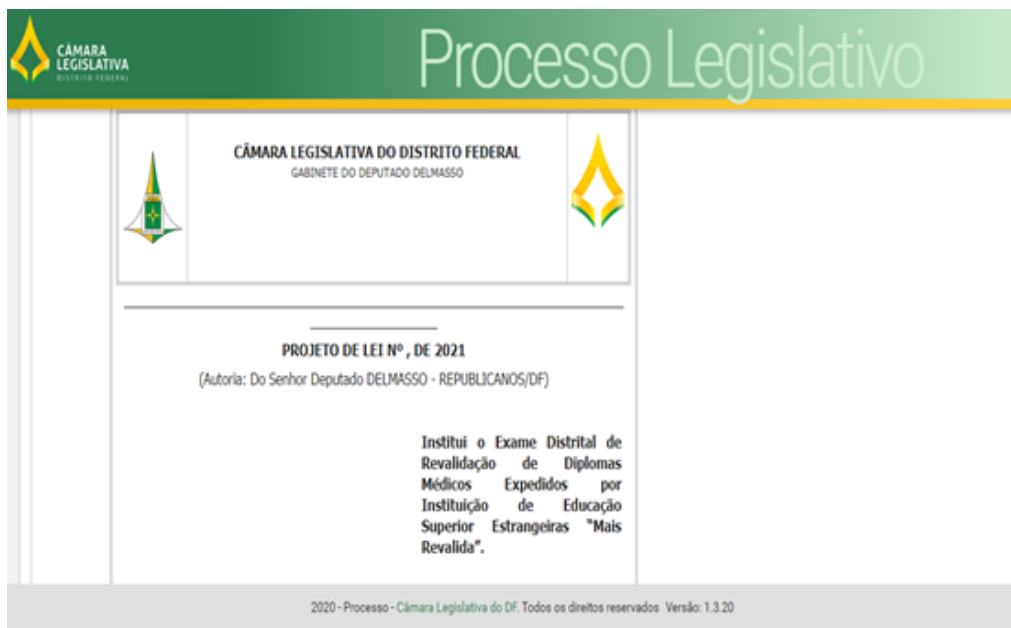 CÂMARA
LEGISLATIVA
DISTRITO FEDERAL
Processo Legislativo
CÂMARA LEGISLATIVA DO DISTRITO FEDERAL
GABINETE DO DEPUTADO DELMASSO
PROJETO DE LEI Nº , DE 2021
(Autoria: Do Senhor Deputado DELMASSO - REPUBLICANOS/DF)
Institui o Exame Distrital de
Revalidação de Diplomas
Médicos Expedidos por
Instituição de Educação
Superior Estrangeiras "Mais
Revalida".
2020 - Processo - Câmara Legislativa do DF. Todos os direitos reservados Versão: 1.3.20